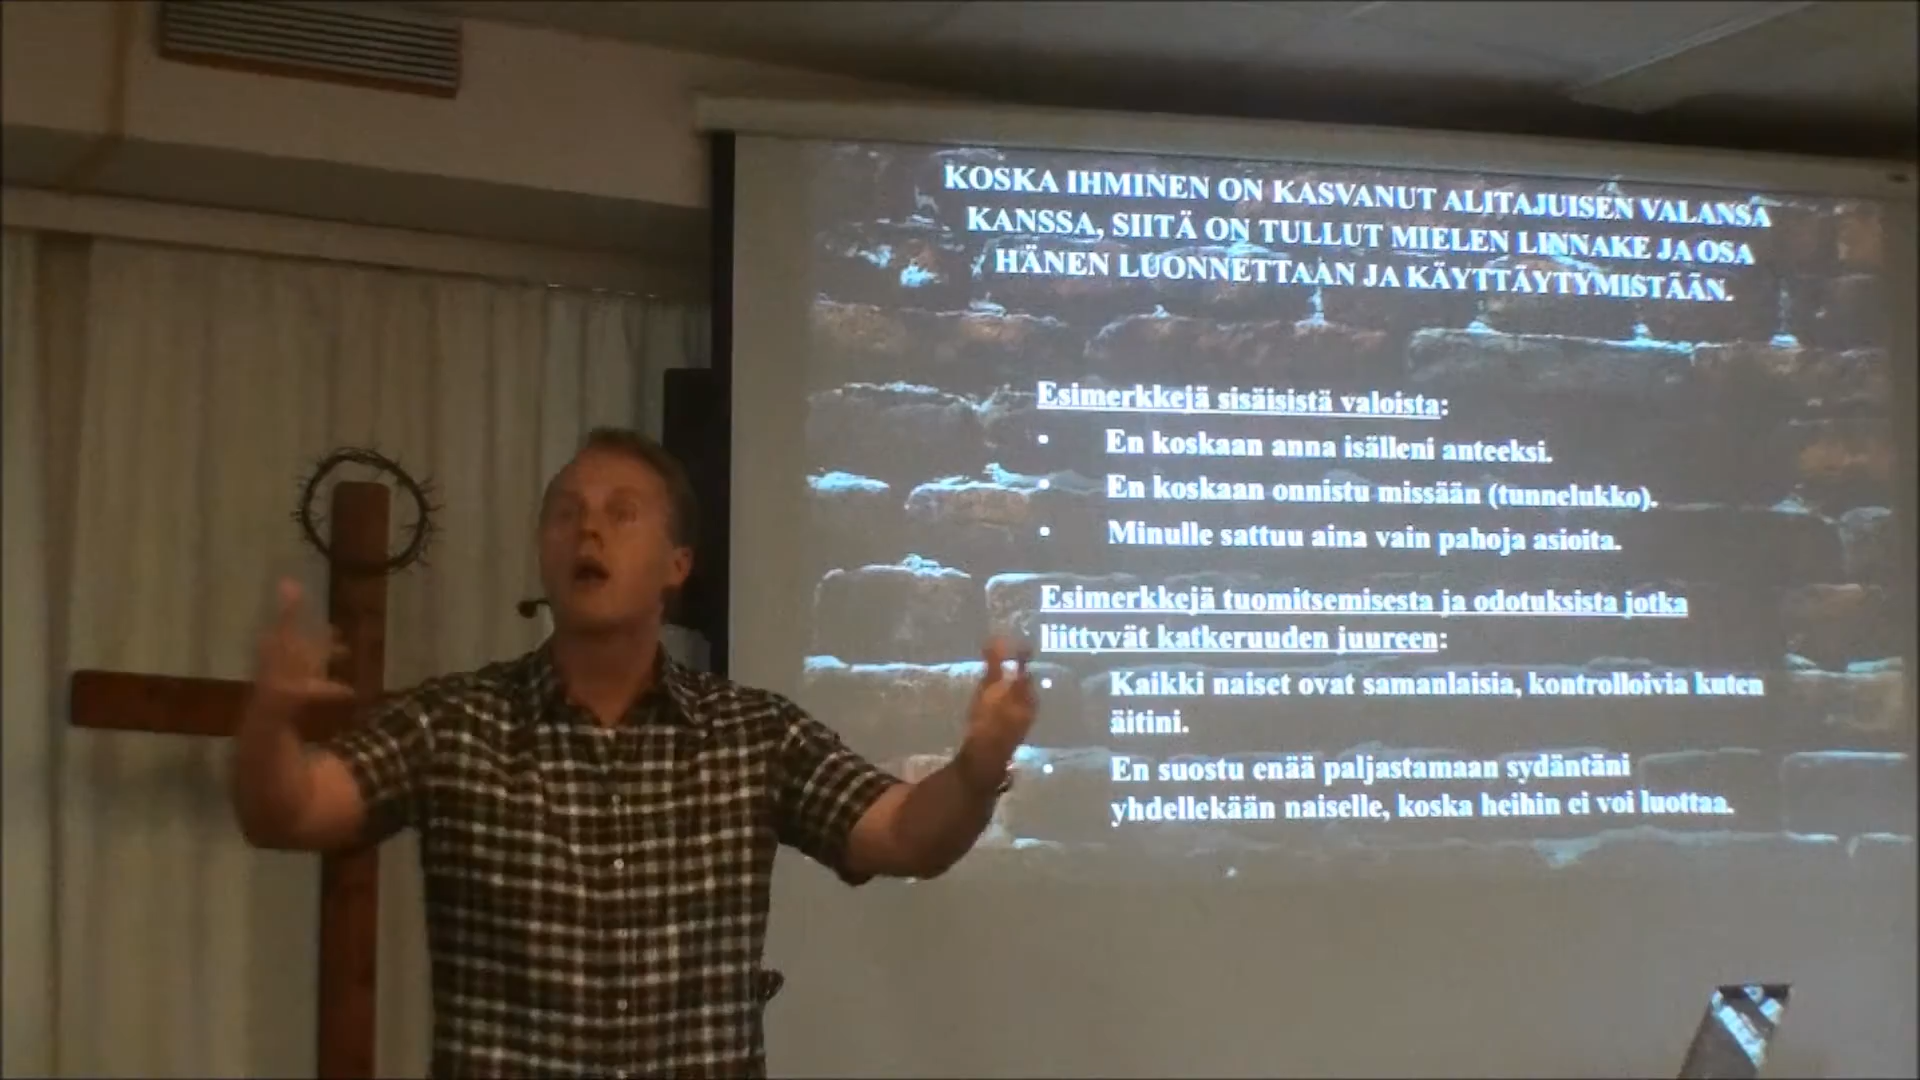 KOSKA IHMINEN ON KASVANUT ALITAJUISEN VALANSA
KANSSA, SIITÄ ON TULLUT MIELEN LINNAKE JA OSA
HÄNEN LUONNETTAAN JA KÄYTTÄYTYMISTÄÄN.
Esimerkkejä sisäisistä valoista:
• En koskaan anna isälleni anteeksi.
• En koskaan onnistu missään (tunnelukko).
• Minulle sattuu aina vain pahoja asioita.
Esimerkkejä tuomitsemisesta ja odotuksista jotka
liittyvät katkeruuden juureen:
• Kaikki naiset ovat samanlaisia, kontrolloivia kuten
äitini.
• En suostu enää paljastamaan sydäntäni
yhdellekään naiselle, koska heihin ei voi luottaa.